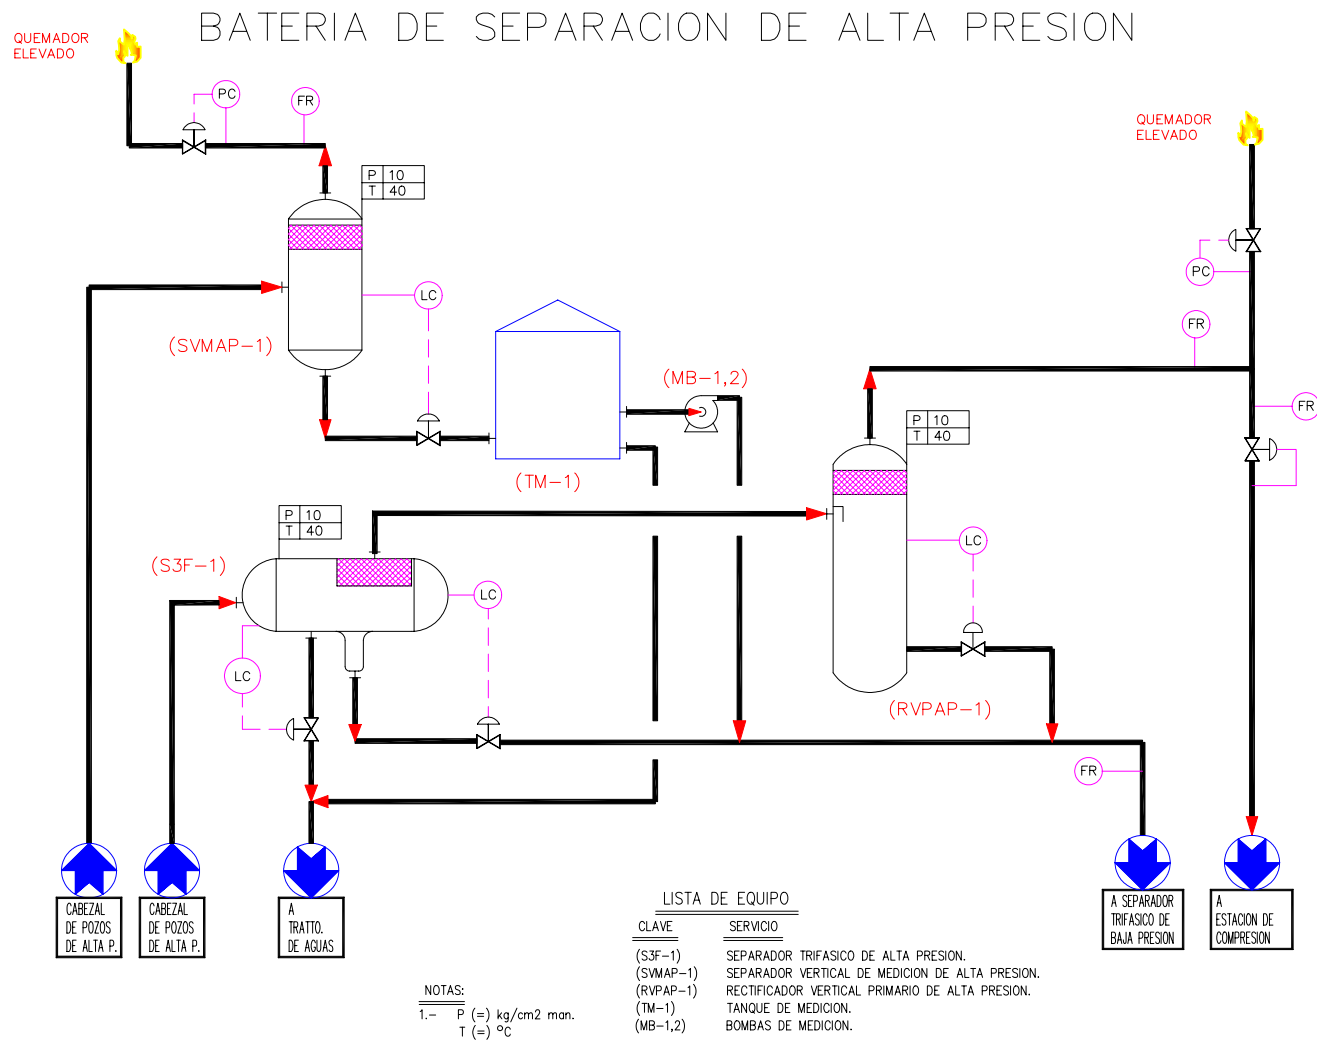 BATERIA DE SEPARACION DE ALTA PRESION
QUEMADOR
ELEVADO
PC
FR
P 10
T 40
QUEMADOR
ELEVADO
PC
LC
FR
(SVMAP-1)
(MB-1,2)
FR
P 10
T 40
(TM-1)
P 10
T 40
LC
(S3F-1)
LC
LC
(RVPAP-1)
FR
CABEZAL
DE POZOS
DE ALTA P.
CABEZAL
DE POZOS
DE ALTA P.
A
TRATTO.
DE AGUAS
A SEPARADOR
TRIFASICO DE
BAJA PRESION
A
ESTACION DE
COMPRESION
LISTA DE EQUIPO
CLAVE SERVICIO
(S3F-1) SEPARADOR TRIFASICO DE ALTA PRESION.
(SVMAP-1) SEPARADOR VERTICAL DE MEDICION DE ALTA PRESION.
(RVPAP-1) RECTIFICADOR VERTICAL PRIMARIO DE ALTA PRESION.
(TM-1) TANQUE DE MEDICION.
(MB-1,2) BOMBAS DE MEDICION.
NOTAS:
1.- P (=) kg/cm2 man.
T (=) °C